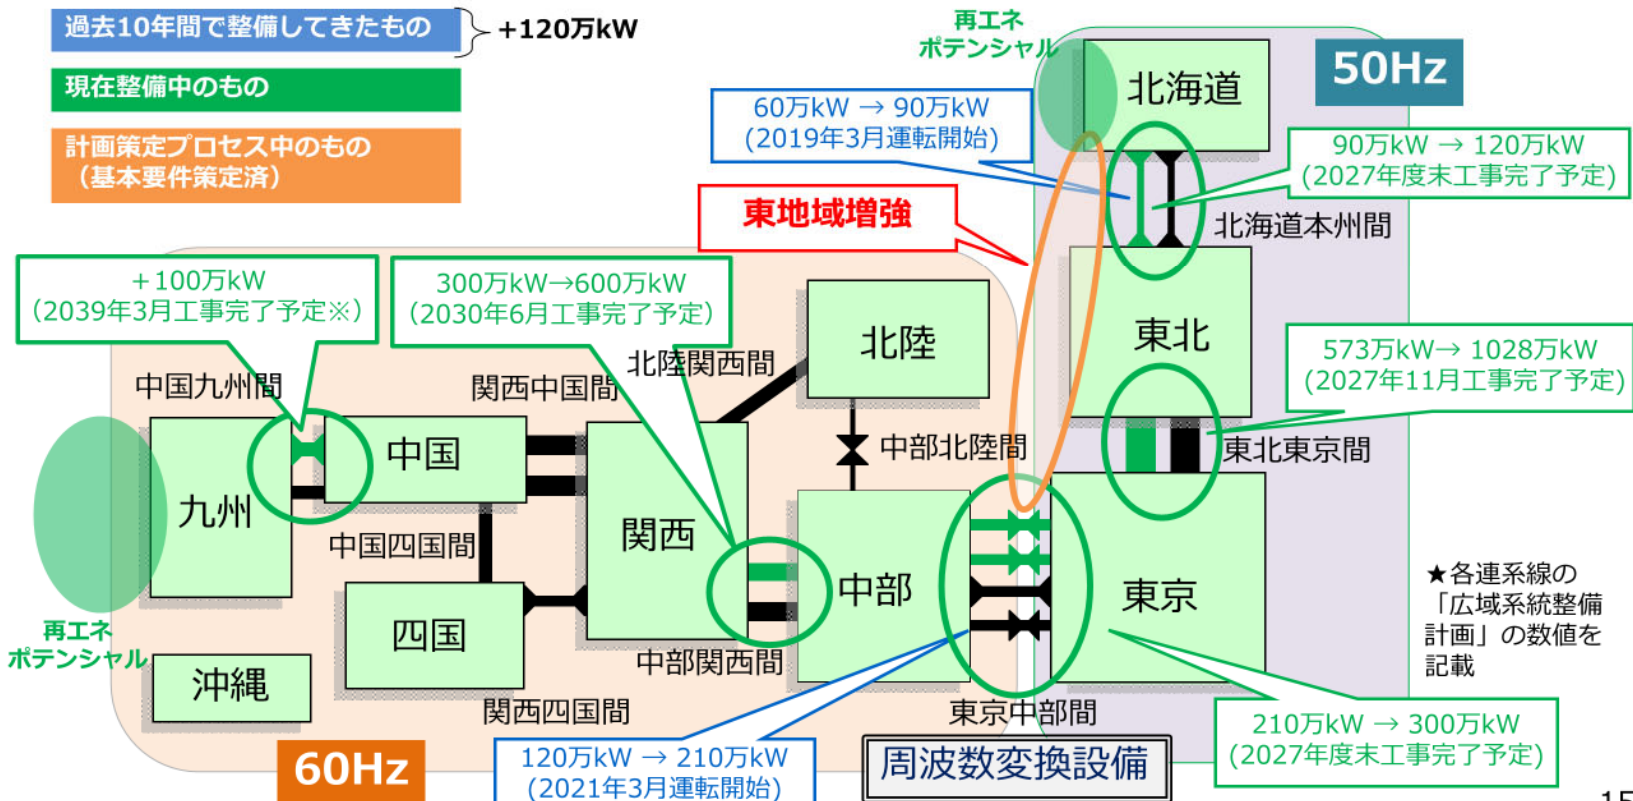 過去10年間で整備してきたもの
+120万kW
現在整備中のもの
計画策定プロセス中のもの
（基本要件策定済）
再エネ
ポテンシャル
北海道
50Hz
60万kW → 90万kW
(2019年3月運転開始)
90万kW → 120万kW
(2027年度末工事完了予定)
東地域増強
北海道本州間
+100万kW
（2039年3月工事完了予定※）
300万kW→600万kW
（2030年6月工事完了予定）
北陸
東北
573万kW→ 1028万kW
(2027年11月工事完了予定)
北陸関西間
中国九州間
関西中国間
中国
中部北陸間
東北東京間
九州
関西
中国四国間
中部
東京
★各連系線の
「広域系統整備
計画」の数値を
記載
四国
再エネ
ポテンシャル
沖縄
中部関西間
関西四国間
東京中部間
210万kW → 300万kW
(2027年度末工事完了予定)
60Hz
120万kW → 210万kW
(2021年3月運転開始)
周波数変換設備